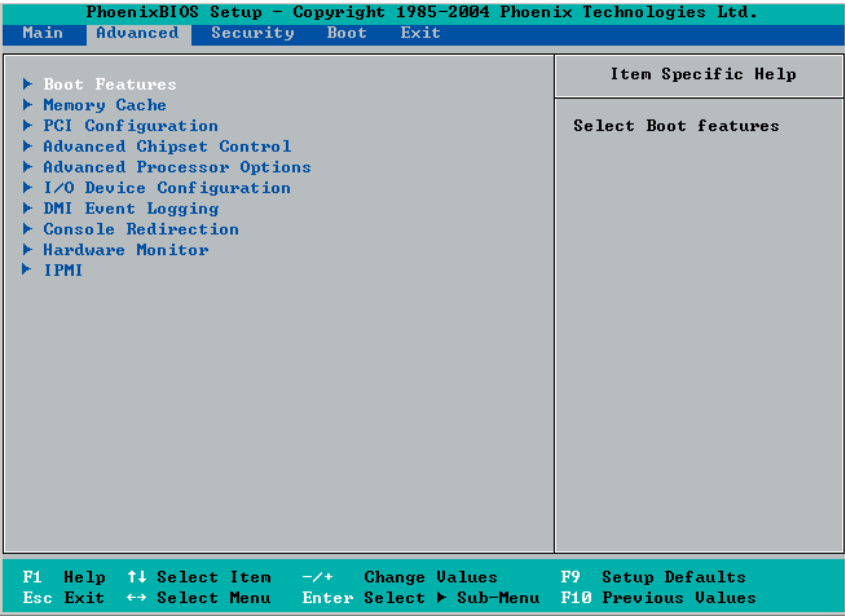 PhoenixBIOS Setup - Copyright 1985-2004 Phoenix Technologies Ltd.
Main Advanced Security Boot Exit
Item Specific Help
Boot Features
Memory Cache
PCI Configuration
Advanced Chipset Control
Advanced Processor Options
I/O Device Configuration
DMI Event Logging
Console Redirection
Hardware Monitor
IPMI
Select Boot features
F1 Help ↑↓ Select Item -/+ Change Values F9 Setup Defaults
Esc Exit ↔ Select Menu Enter Select ▶ Sub-Menu F10 Previous Values